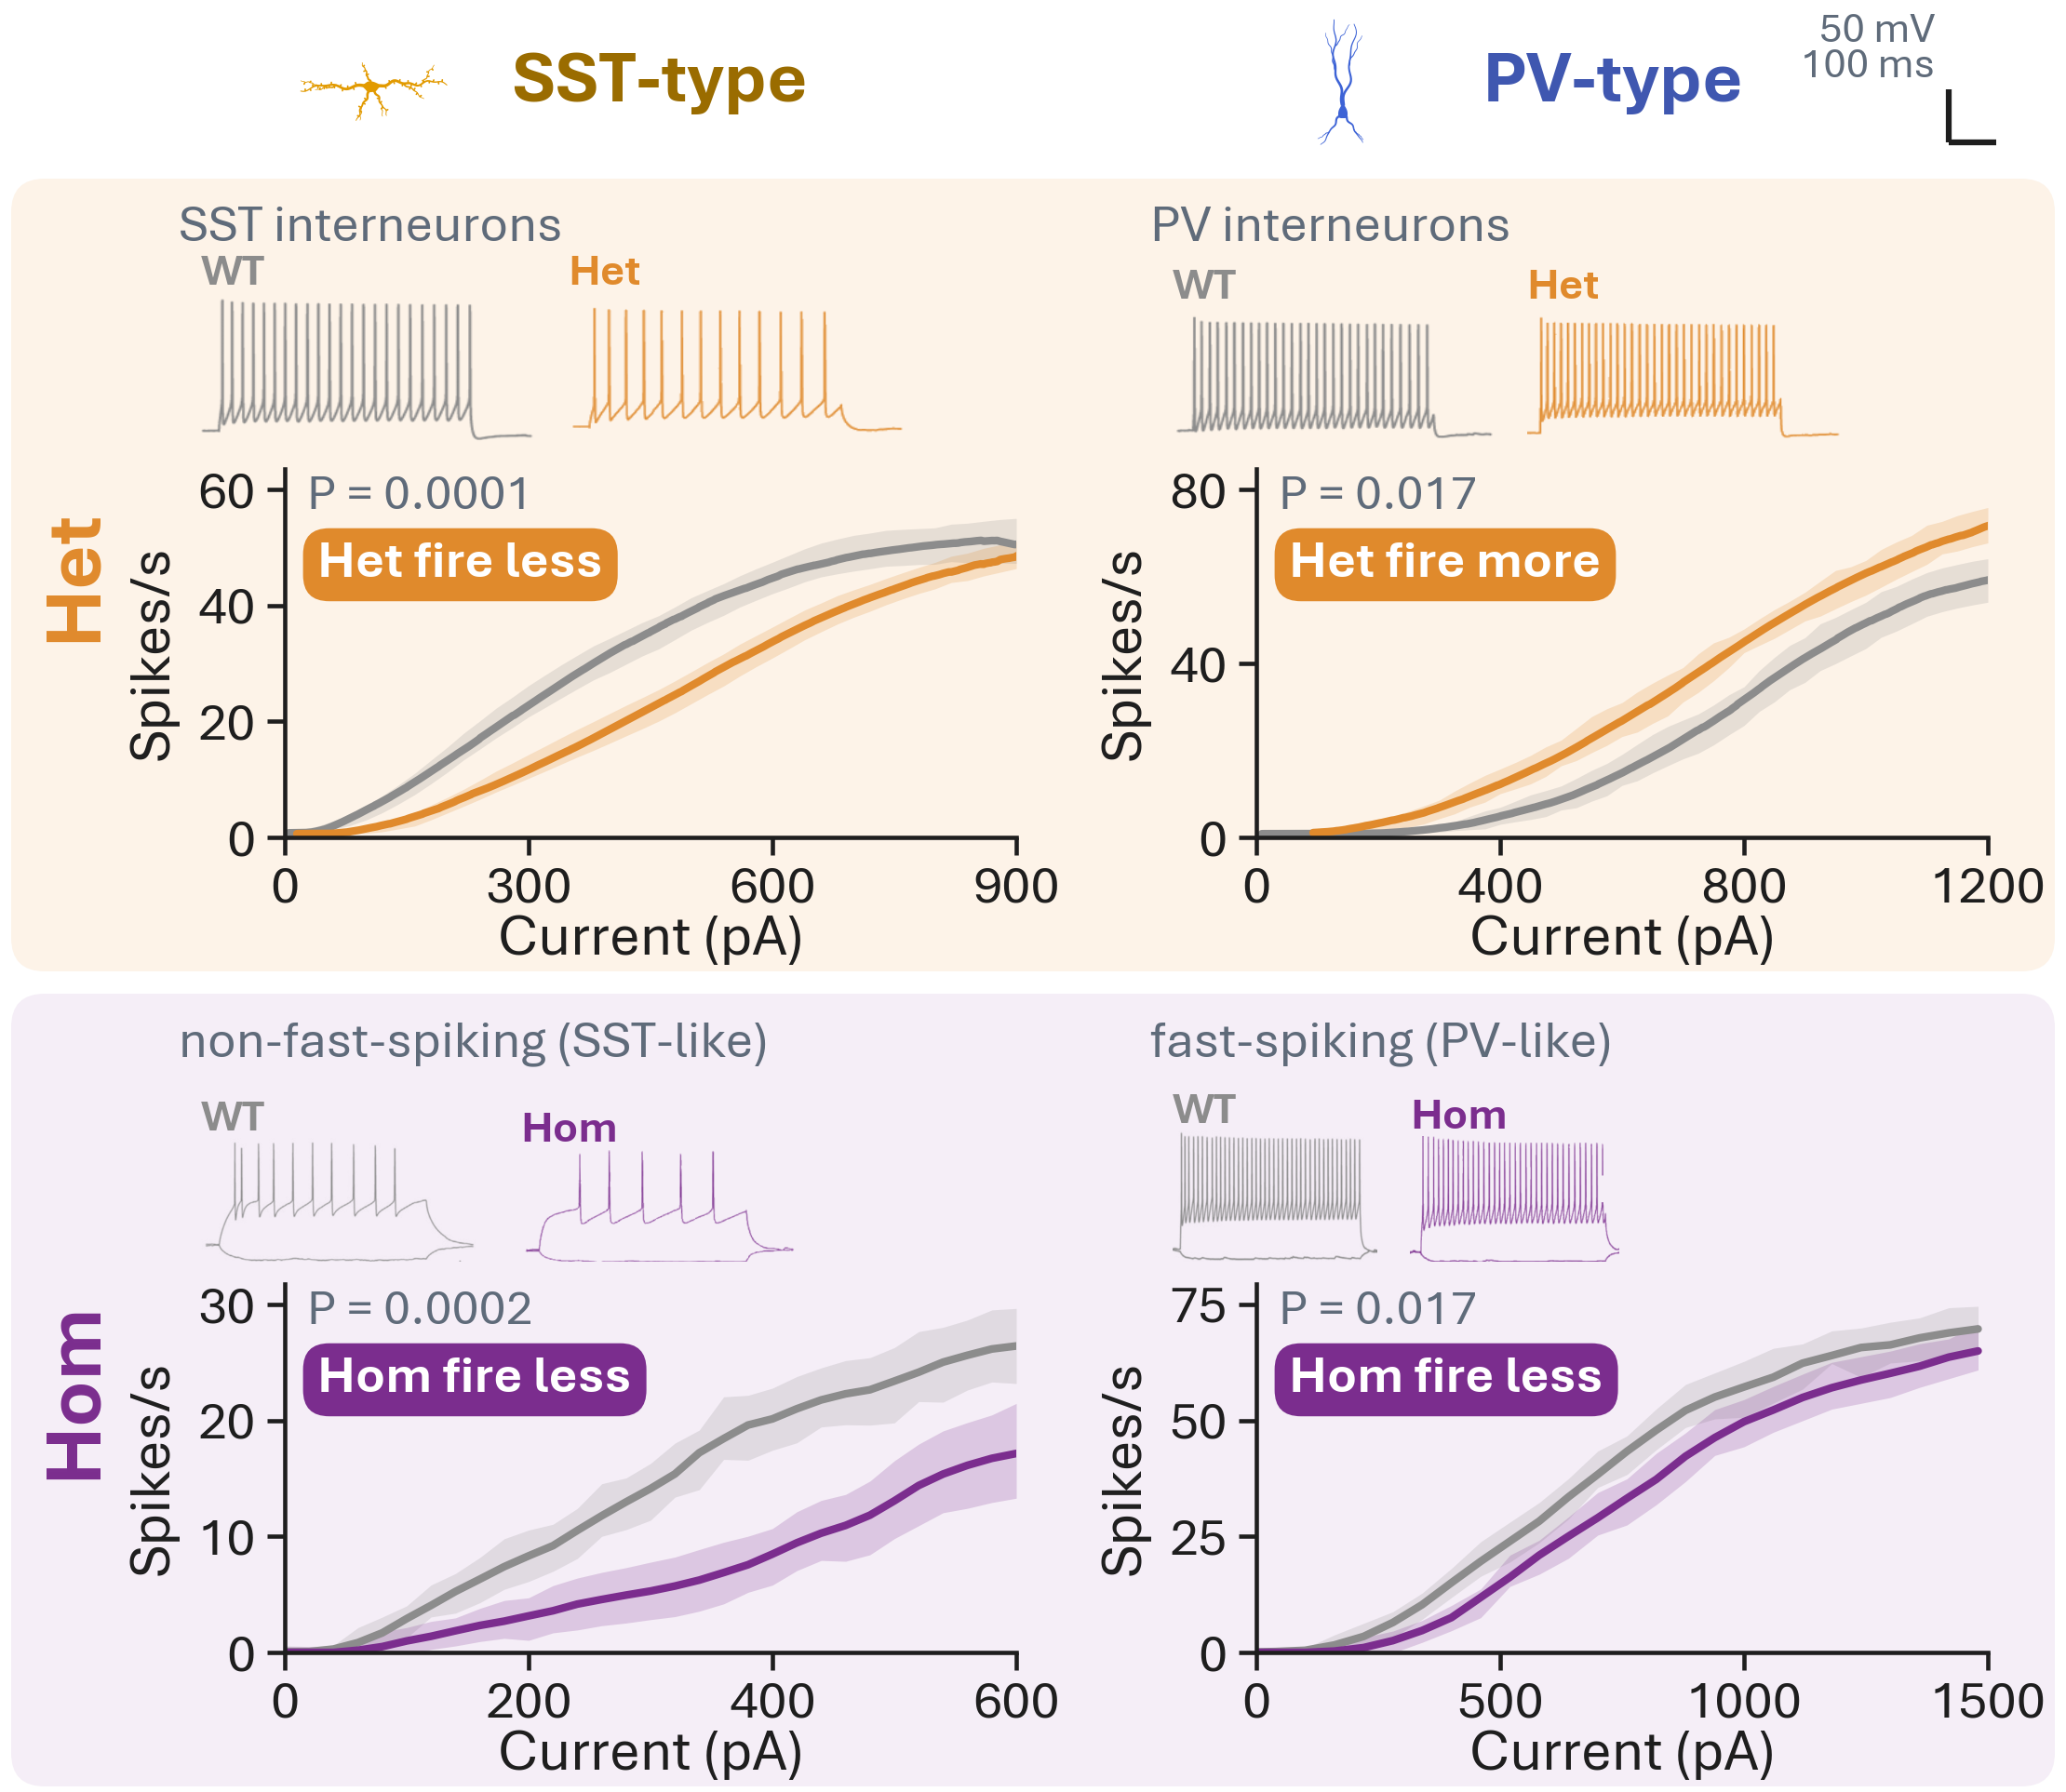 SST-type
PV-type
50 mV
100 ms
Het
SST interneurons
WT
Het
P = 0.0001
Het fire less
Spikes/s
60
40
20
0
0 300 600 900
Current (pA)
PV interneurons
WT
Het
P = 0.017
Het fire more
Spikes/s
80
40
0
0 400 800 1200
Current (pA)
Hom
non-fast-spiking (SST-like)
WT
Hom
P = 0.0002
Hom fire less
Spikes/s
30
20
10
0
0 200 400 600
Current (pA)
fast-spiking (PV-like)
WT
Hom
P = 0.017
Hom fire less
Spikes/s
75
50
25
0
0 500 1000 1500
Current (pA)